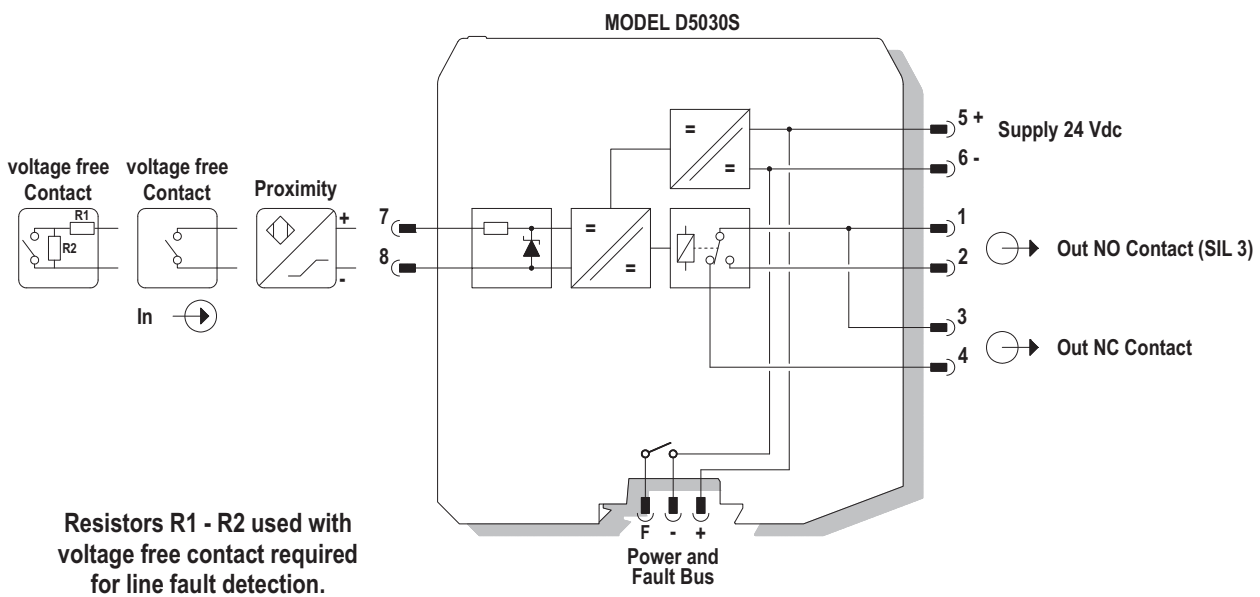 MODEL D5030S
voltage free
Contact
voltage free
Contact
Proximity
R1
R2
+
-
In
7
8
=
=
=
=
5 +
6 -
Supply 24 Vdc
1
2
Out NO Contact (SIL 3)
3
4
Out NC Contact
F - +
Power and
Fault Bus
Resistors R1 - R2 used with
voltage free contact required
for line fault detection.